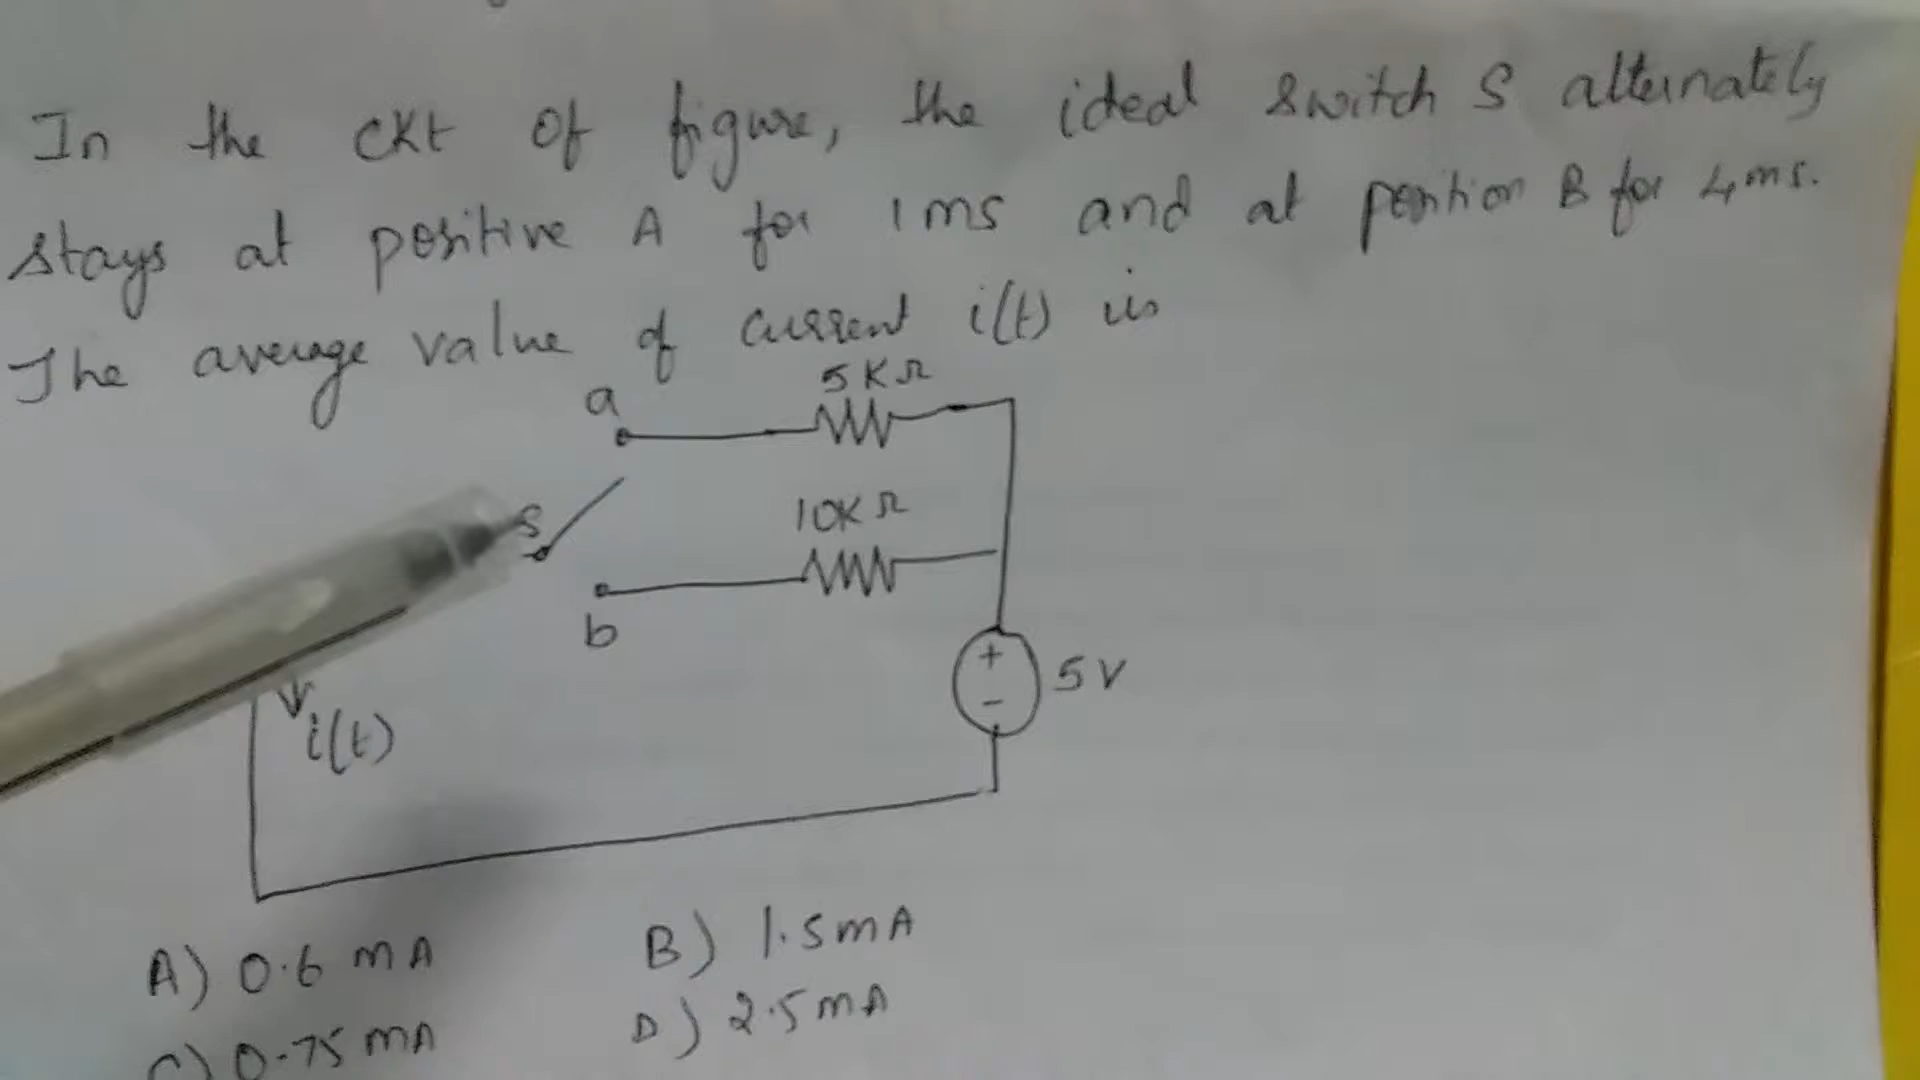 In the ckt of figure, the ideal switch S alternately
stays at positive A for 1ms and at position B for 4ms.
The average value of current i(t) is
a
5KΩ
S
10KΩ
b
+
-
5V
i(t)
A) 0.6 mA
B) 1.5mA
C) 0.75 mA
D) 2.5mA